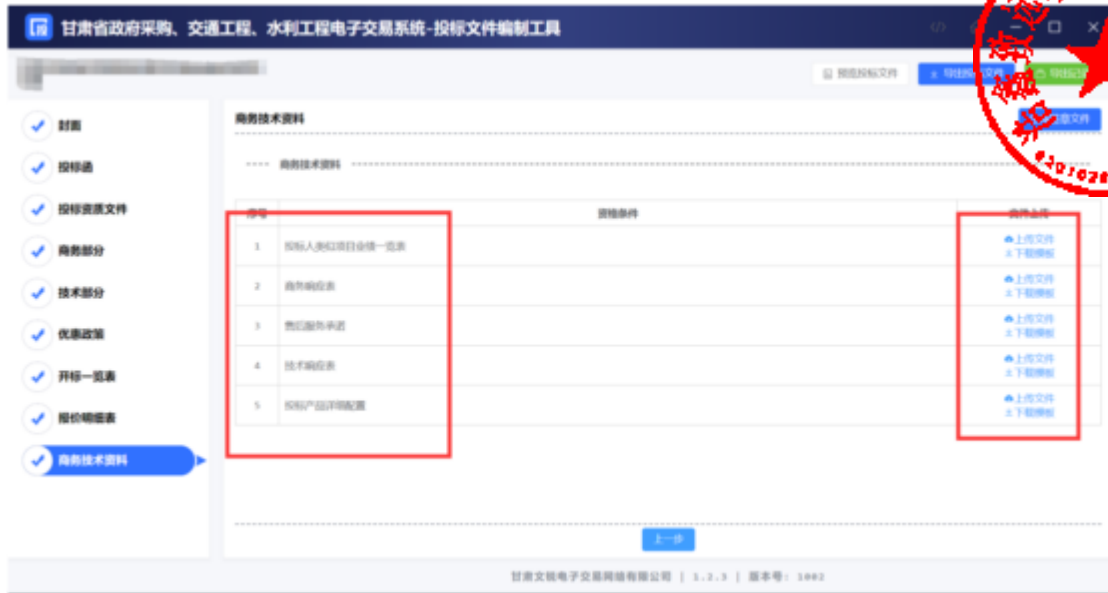 甘肃省政府采购、交通工程、水利工程电子交易系统-投标文件编制工具
预览投标文件
封面
投标函
投标资质文件
商务部分
技术部分
优惠政策
开标一览表
报价明细表
商务技术资料
商务技术资料
商务技术资料
序号 资格条件 文件上传
1 投标人类似项目业绩一览表 上传文件
下载模板
2 商务响应表 上传文件
下载模板
3 售后服务承诺 上传文件
下载模板
4 技术响应表 上传文件
下载模板
5 投标产品详细配置 上传文件
下载模板
上一步
甘肃文锐电子交易网络有限公司 | 1.2.3 | 版本号: 1002